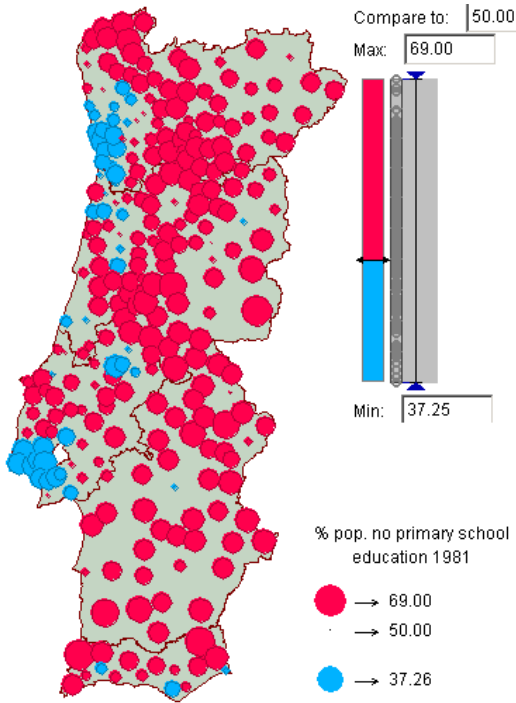 Compare to: 50.00
Max: 69.00
Min: 37.25
% pop. no primary school
education 1981
69.00
50.00
37.26